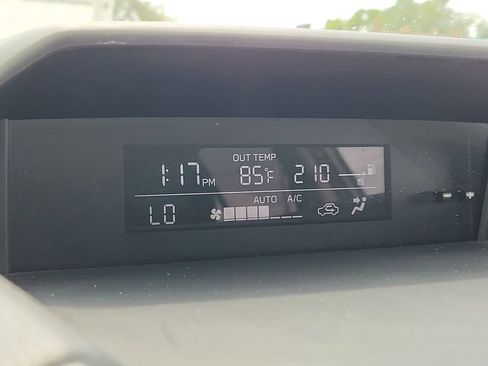 OUT TEMP
1:17 PM 85°F 210
AUTO A/C
LO